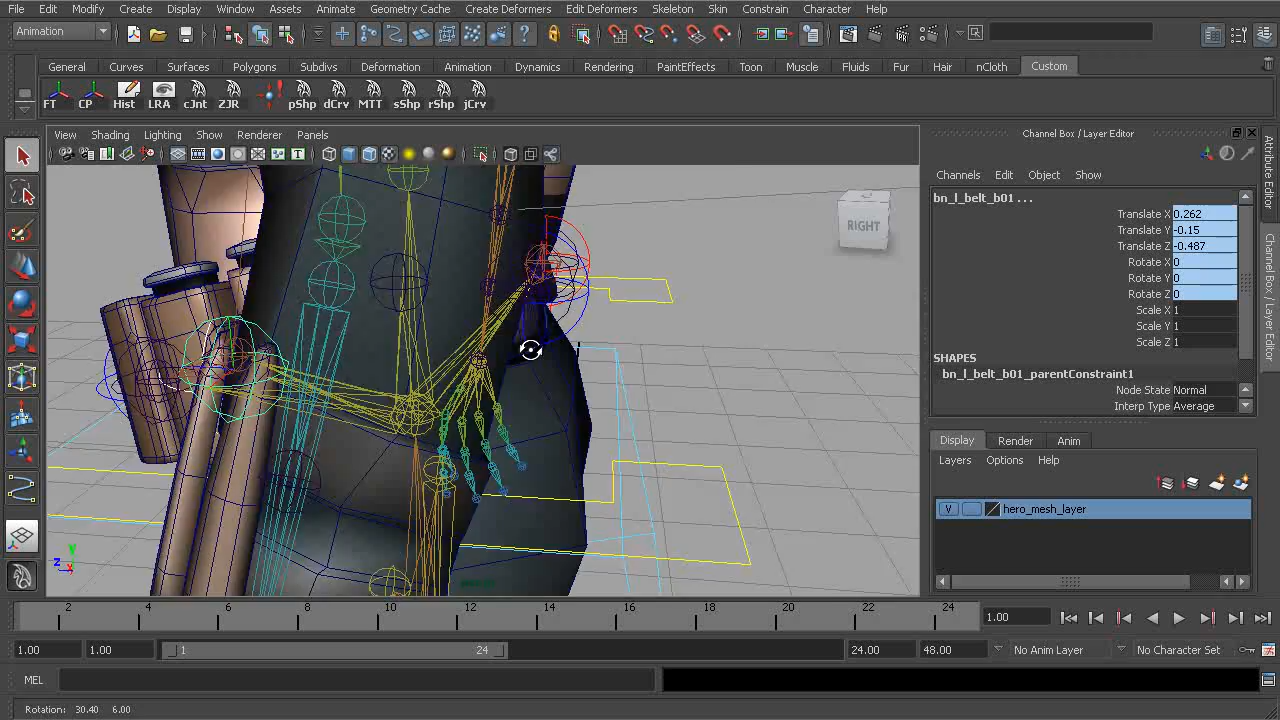 File Edit Modify Create Display Window Assets Animate Geometry Cache Create Deformers Edit Deformers Skeleton Skin Constrain Character Help
Animation
General Curves Surfaces Polygons Subdivs Deformation Animation Dynamics Rendering PaintEffects Toon Muscle Fluids Fur Hair nCloth Custom
FT CP Hist LRA cJnt ZJR pShp dCrv MTT sShp rShp jCrv
View Shading Lighting Show Renderer Panels
Channel Box / Layer Editor
Channels Edit Object Show
bn_l_belt_b01 ...
Translate X 0.262
Translate Y -0.15
Translate Z -0.487
Rotate X 0
Rotate Y 0
Rotate Z 0
Scale X 1
Scale Y 1
Scale Z 1
SHAPES
bn_l_belt_b01_parentConstraint1
Node State Normal
Interp Type Average
Attribute Editor
Channel Box / Layer Editor
RIGHT
Display Render Anim
Layers Options Help
V hero_mesh_layer
y
z x
2 4 6 8 10 12 14 16 18 20 22 24
1.00
1.00 1.00 1 24 24.00 48.00 No Anim Layer No Character Set
MEL
Rotation: 30.40 6.00